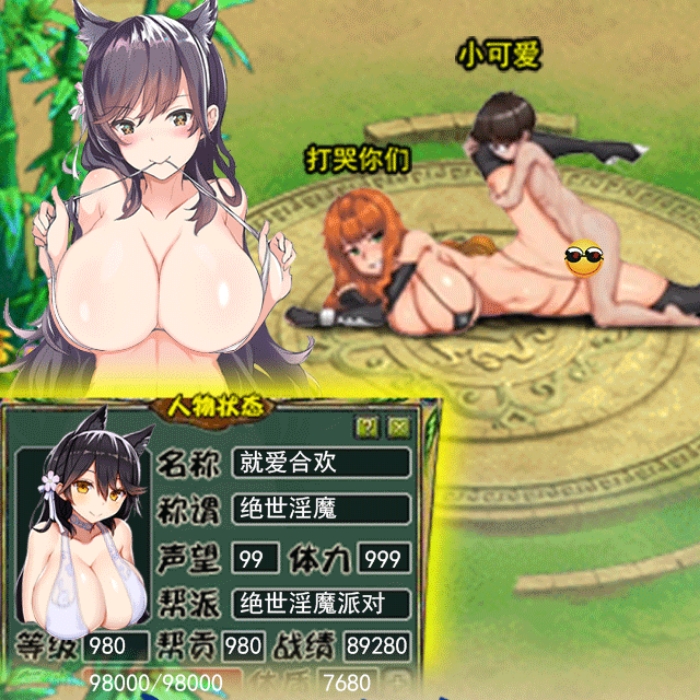 小可爱
打哭你们
人物状态
名称 就爱合欢
称谓 绝世淫魔
声望 99 体力 999
帮派 绝世淫魔派对
等级 980 帮贡 980 战绩 89280
98000/98000 体质 7680